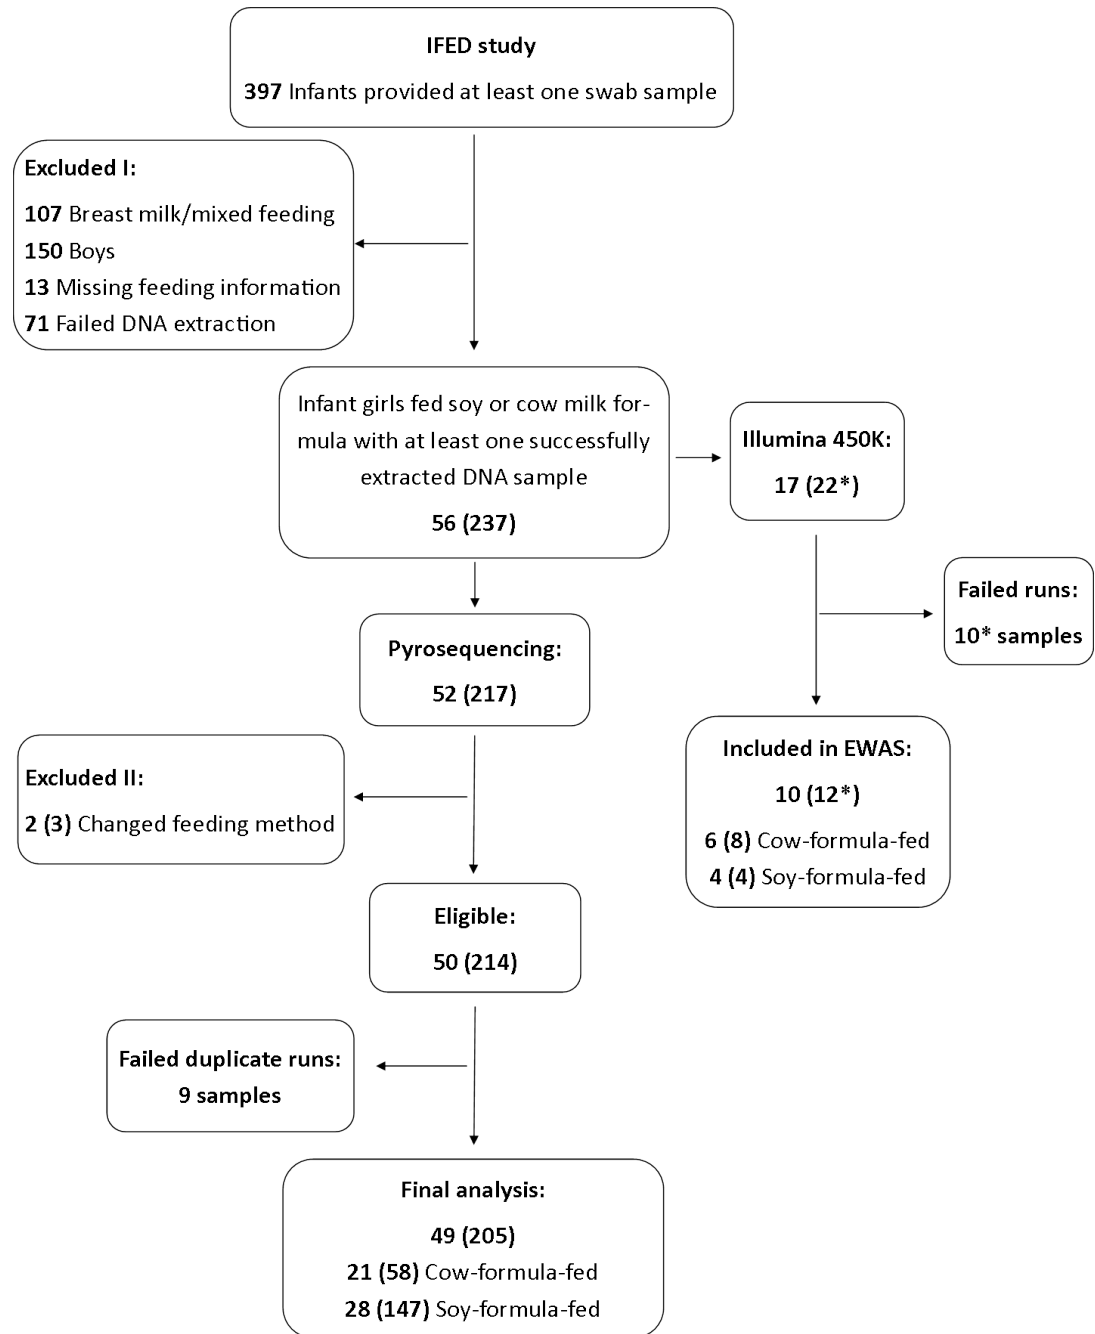 IFED study
397 Infants provided at least one swab sample
Excluded I:
107 Breast milk/mixed feeding
150 Boys
13 Missing feeding information
71 Failed DNA extraction
Infant girls fed soy or cow milk for-
mula with at least one successfully
extracted DNA sample
56 (237)
Illumina 450K:
17 (22*)
Failed runs:
10* samples
Pyrosequencing:
52 (217)
Included in EWAS:
10 (12*)
6 (8) Cow-formula-fed
4 (4) Soy-formula-fed
Excluded II:
2 (3) Changed feeding method
Eligible:
50 (214)
Failed duplicate runs:
9 samples
Final analysis:
49 (205)
21 (58) Cow-formula-fed
28 (147) Soy-formula-fed